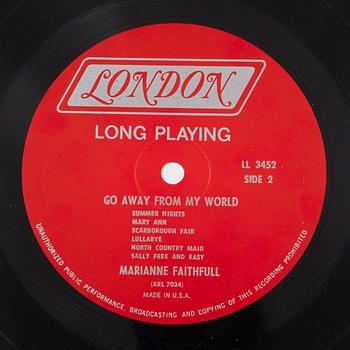 LONDON
LONG PLAYING
LL 3452
SIDE 2
GO AWAY FROM MY WORLD
SUMMER NIGHTS
MARY ANN
SCARBOROUGH FAIR
LULLABYE
NORTH COUNTRY MAID
SALLY FREE AND EASY
MARIANNE FAITHFULL
(ARL 7034)
MADE IN U.S.A.
UNAUTHORIZED PUBLIC PERFORMANCE, BROADCASTING AND COPYING OF THIS RECORDING PROHIBITED